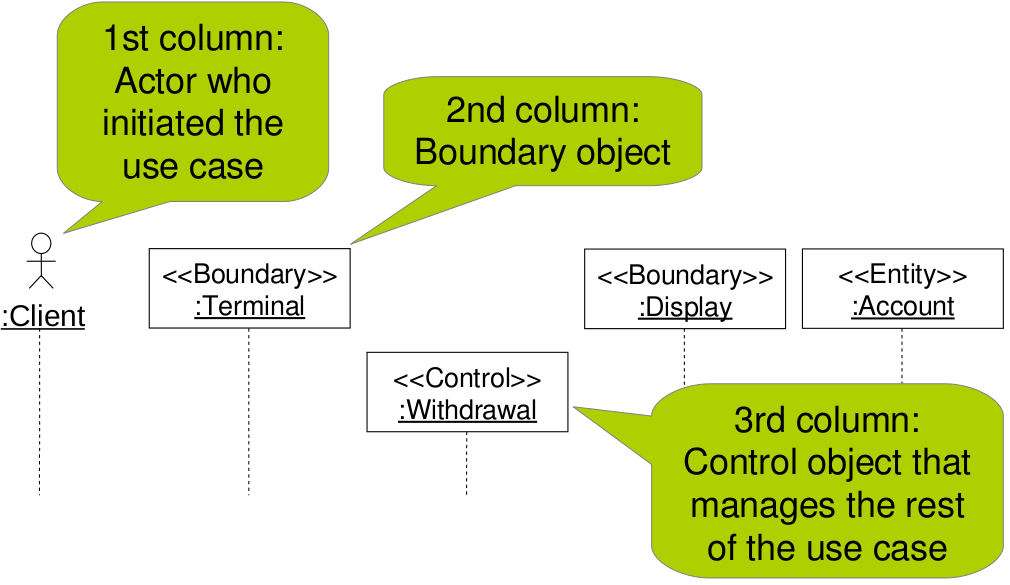 1st column:
Actor who
initiated the
use case
2nd column:
Boundary object
:Client
<<Boundary>>
:Terminal
<<Boundary>>
:Display
<<Entity>>
:Account
<<Control>>
:Withdrawal
3rd column:
Control object that
manages the rest
of the use case